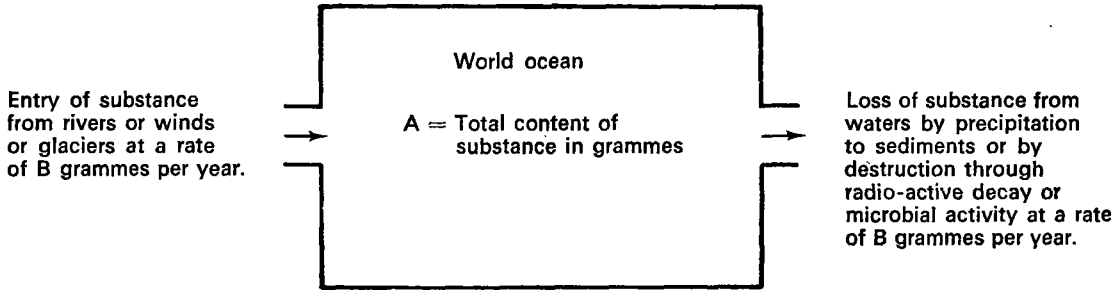 World ocean
Entry of substance
from rivers or winds
or glaciers at a rate
of B grammes per year.
A = Total content of
substance in grammes
Loss of substance from
waters by precipitation
to sediments or by
destruction through
radio-active decay or
microbial activity at a rate
of B grammes per year.